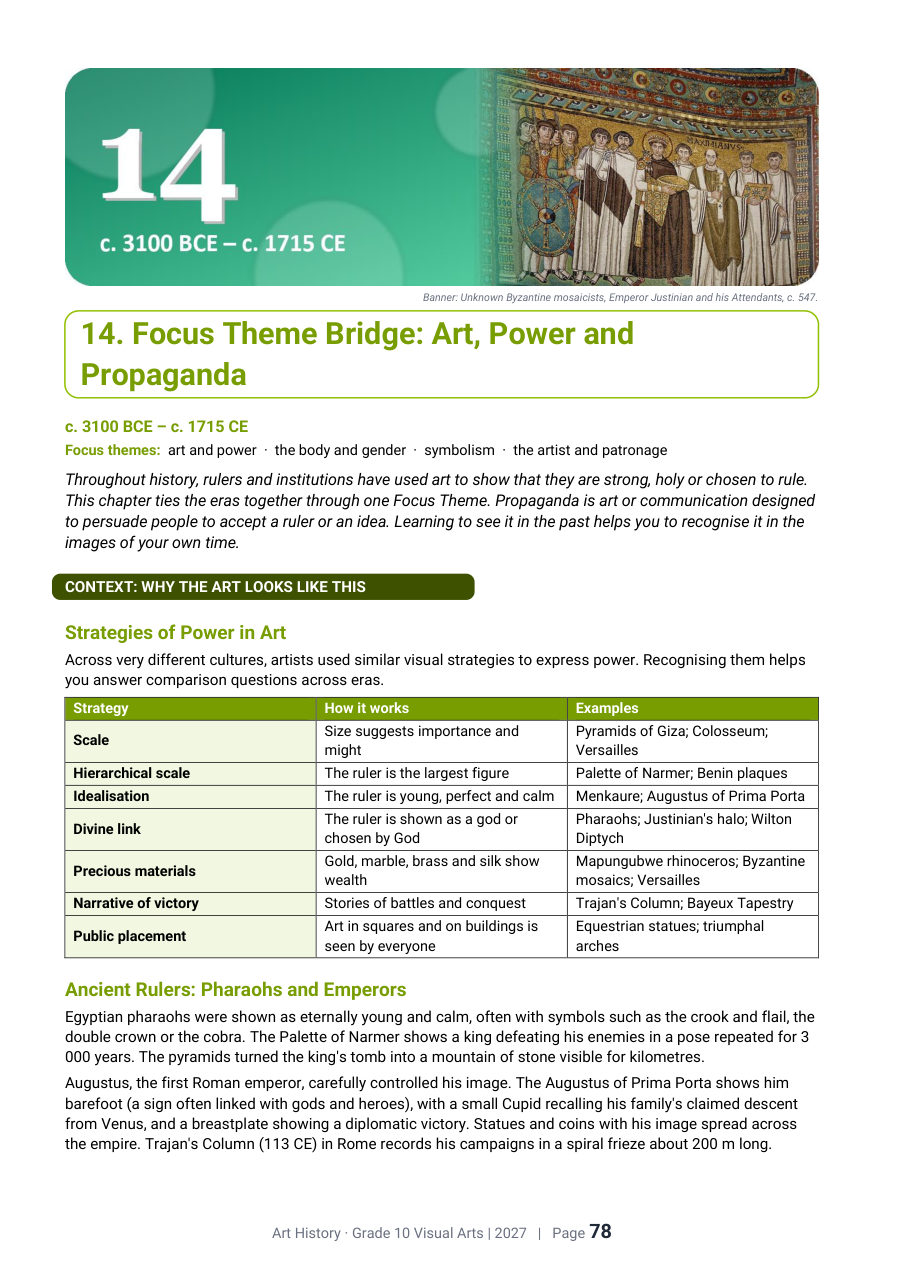 14
c. 3100 BCE – c. 1715 CE
MAXIMIANVS
Banner: Unknown Byzantine mosaicists, Emperor Justinian and his Attendants, c. 547.
14. Focus Theme Bridge: Art, Power and
Propaganda
c. 3100 BCE – c. 1715 CE
Focus themes: art and power · the body and gender · symbolism · the artist and patronage
Throughout history, rulers and institutions have used art to show that they are strong, holy or chosen to rule.
This chapter ties the eras together through one Focus Theme. Propaganda is art or communication designed
to persuade people to accept a ruler or an idea. Learning to see it in the past helps you to recognise it in the
images of your own time.
CONTEXT: WHY THE ART LOOKS LIKE THIS
Strategies of Power in Art
Across very different cultures, artists used similar visual strategies to express power. Recognising them helps
you answer comparison questions across eras.
Strategy How it works Examples
Scale Size suggests importance and might Pyramids of Giza; Colosseum; Versailles
Hierarchical scale The ruler is the largest figure Palette of Narmer; Benin plaques
Idealisation The ruler is young, perfect and calm Menkaure; Augustus of Prima Porta
Divine link The ruler is shown as a god or chosen by God Pharaohs; Justinian's halo; Wilton Diptych
Precious materials Gold, marble, brass and silk show wealth Mapungubwe rhinoceros; Byzantine mosaics; Versailles
Narrative of victory Stories of battles and conquest Trajan's Column; Bayeux Tapestry
Public placement Art in squares and on buildings is seen by everyone Equestrian statues; triumphal arches
Ancient Rulers: Pharaohs and Emperors
Egyptian pharaohs were shown as eternally young and calm, often with symbols such as the crook and flail, the
double crown or the cobra. The Palette of Narmer shows a king defeating his enemies in a pose repeated for 3
000 years. The pyramids turned the king's tomb into a mountain of stone visible for kilometres.
Augustus, the first Roman emperor, carefully controlled his image. The Augustus of Prima Porta shows him
barefoot (a sign often linked with gods and heroes), with a small Cupid recalling his family's claimed descent
from Venus, and a breastplate showing a diplomatic victory. Statues and coins with his image spread across
the empire. Trajan's Column (113 CE) in Rome records his campaigns in a spiral frieze about 200 m long.
Art History · Grade 10 Visual Arts | 2027 | Page 78